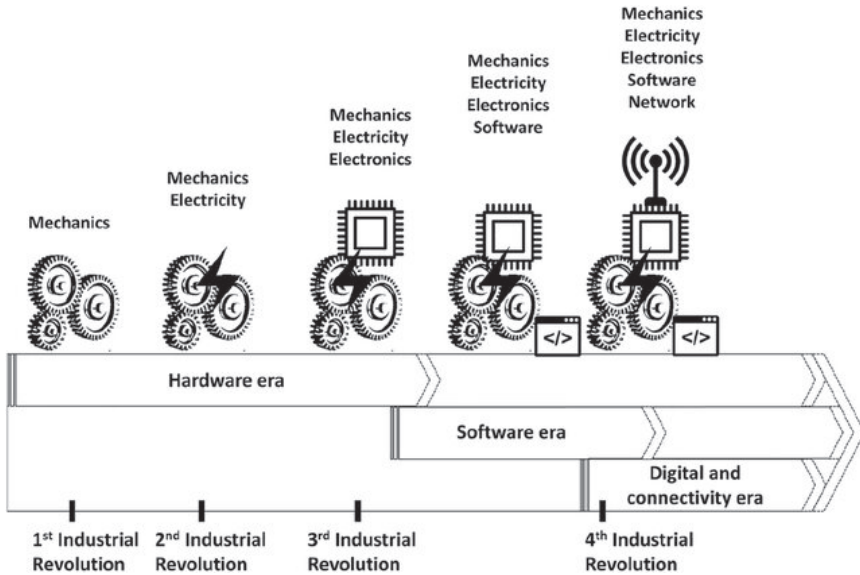 Mechanics
Mechanics
Electricity
Mechanics
Electricity
Electronics
Mechanics
Electricity
Electronics
Software
Mechanics
Electricity
Electronics
Software
Network
</>
</>
Hardware era
Software era
Digital and
connectivity era
1st Industrial
Revolution
2nd Industrial
Revolution
3rd Industrial
Revolution
4th Industrial
Revolution